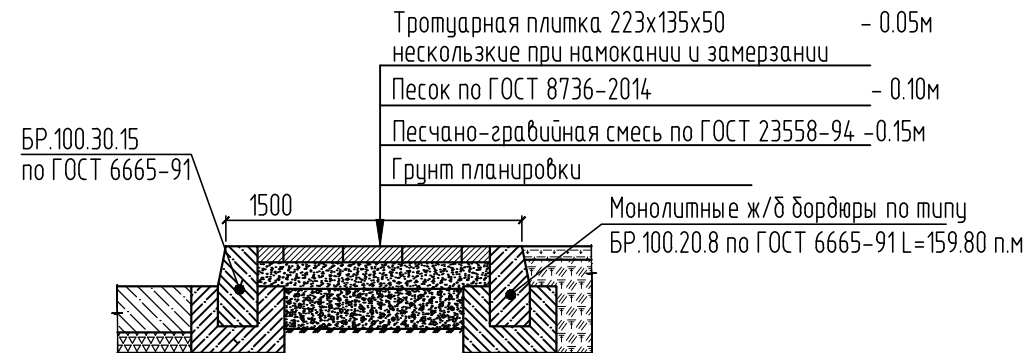 Тротуарная плитка 223х135х50 - 0.05м
нескользкие при намокании и замерзании
Песок по ГОСТ 8736-2014 - 0.10м
Песчано-гравийная смесь по ГОСТ 23558-94 -0.15м
Грунт планировки
БР.100.30.15
по ГОСТ 6665-91
1500
Монолитные ж/б бордюры по типу
БР.100.20.8 по ГОСТ 6665-91 L=159.80 п.м